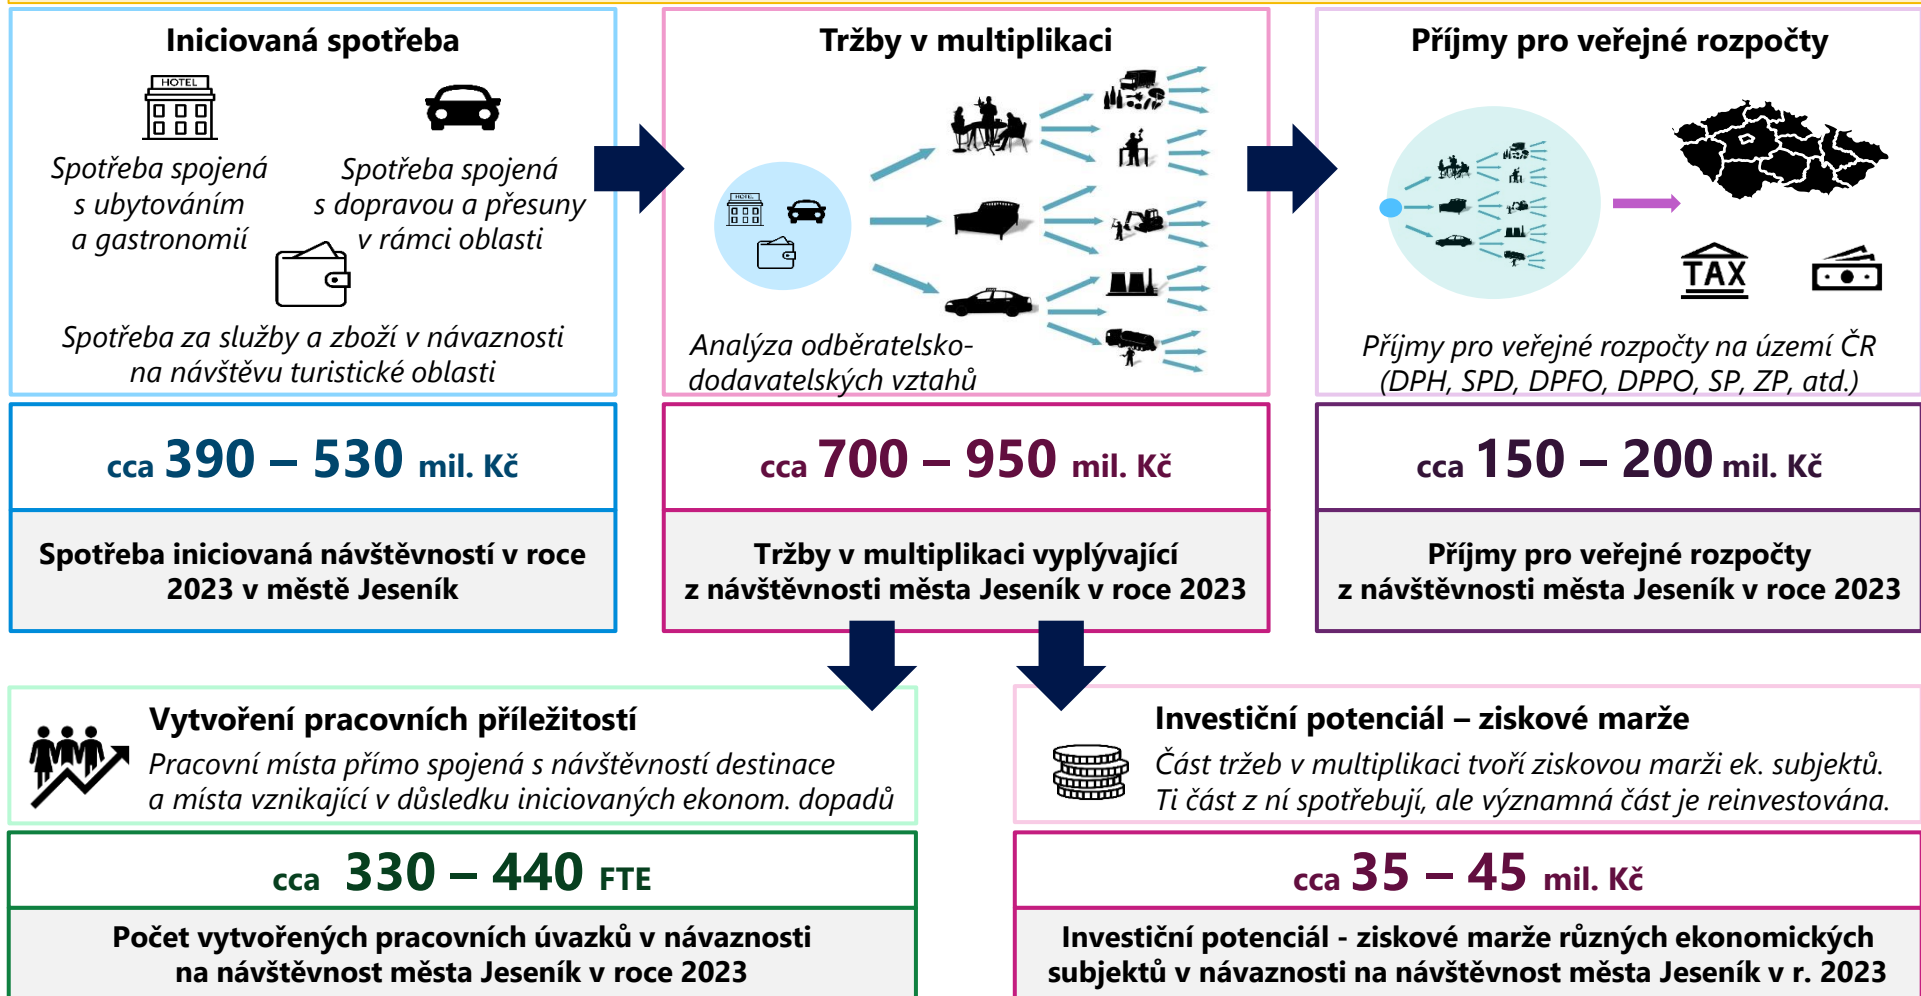 Iniciovaná spotřeba
HOTEL
Spotřeba spojená
s ubytováním
a gastronomií
Spotřeba spojená
s dopravou a přesuny
v rámci oblasti
Spotřeba za služby a zboží v návaznosti
na návštěvu turistické oblasti
cca 390 – 530 mil. Kč
Spotřeba iniciovaná návštěvností v roce
2023 v městě Jeseník
Tržby v multiplikaci
HOTEL
Analýza odběratelsko-
dodavatelských vztahů
cca 700 – 950 mil. Kč
Tržby v multiplikaci vyplývající
z návštěvnosti města Jeseník v roce 2023
Příjmy pro veřejné rozpočty
TAX
Příjmy pro veřejné rozpočty na území ČR
(DPH, SPD, DPFO, DPPO, SP, ZP, atd.)
cca 150 – 200 mil. Kč
Příjmy pro veřejné rozpočty
z návštěvnosti města Jeseník v roce 2023
Vytvoření pracovních příležitostí
Pracovní místa přímo spojená s návštěvností destinace
a místa vznikající v důsledku iniciovaných ekonom. dopadů
cca 330 – 440 FTE
Počet vytvořených pracovních úvazků v návaznosti
na návštěvnost města Jeseník v roce 2023
Investiční potenciál – ziskové marže
Část tržeb v multiplikaci tvoří ziskovou marži ek. subjektů.
Ti část z ní spotřebují, ale významná část je reinvestována.
cca 35 – 45 mil. Kč
Investiční potenciál - ziskové marže různých ekonomických
subjektů v návaznosti na návštěvnost města Jeseník v r. 2023